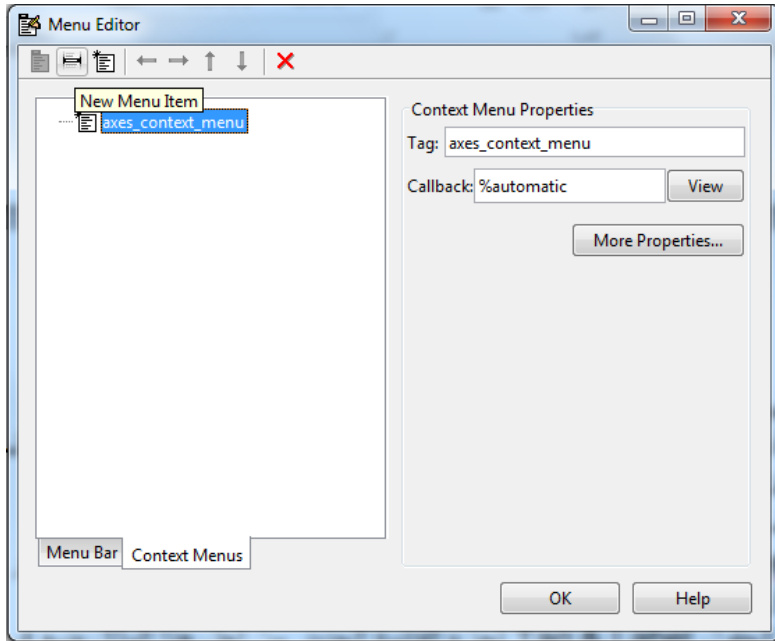 Menu Editor
New Menu Item
axes_context_menu
Context Menu Properties
Tag: axes_context_menu
Callback: %automatic View
More Properties...
Menu Bar Context Menus
OK Help